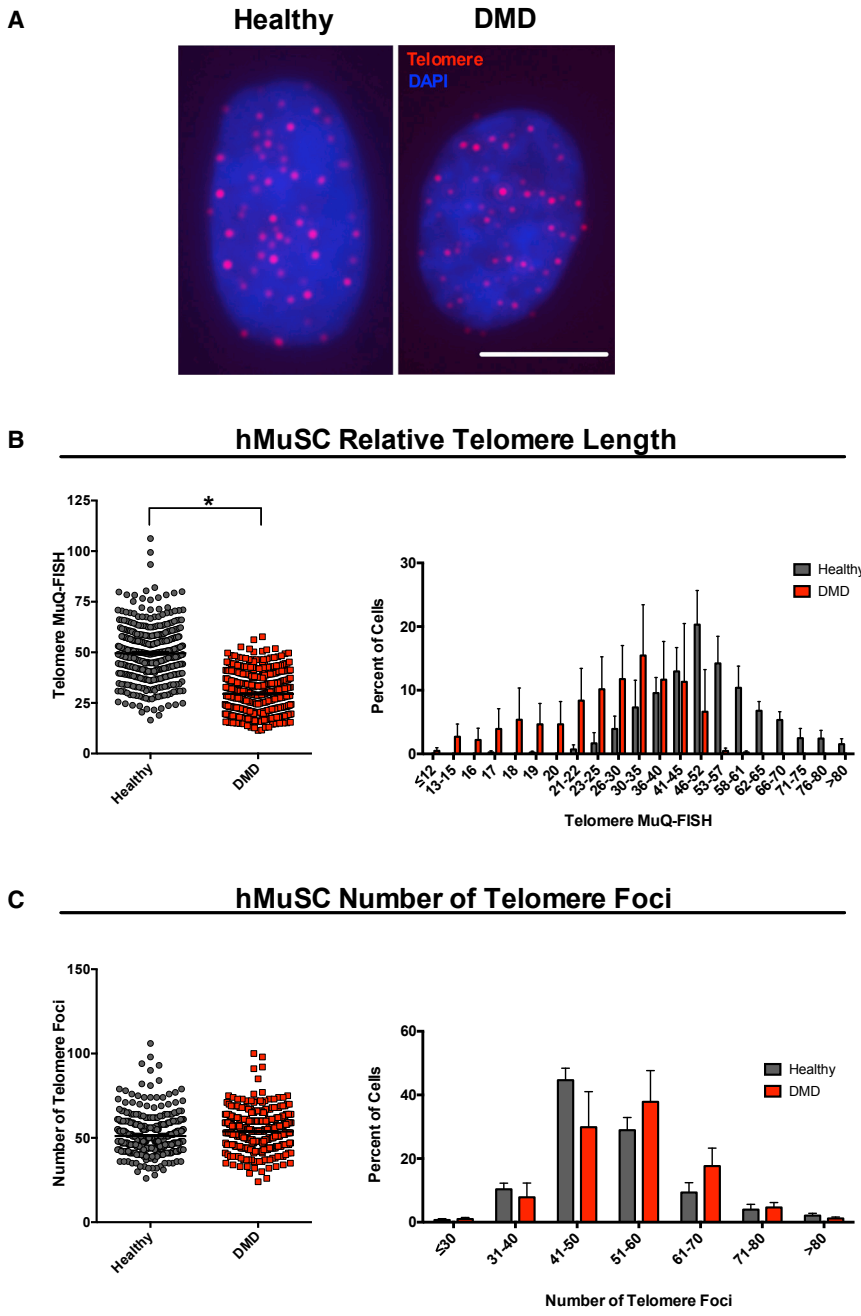 A
Healthy
DMD
Telomere
DAPI
B
hMuSC Relative Telomere Length
125
100
75
50
25
0
Telomere MuQ-FISH
*
Healthy
DMD
30
20
10
0
Percent of Cells
Healthy
DMD
≤12
13-15
16
17
18
19
20
21-22
23-25
26-30
30-35
36-40
41-45
46-52
53-57
58-61
62-65
66-70
71-75
76-80
>80
Telomere MuQ-FISH
C
hMuSC Number of Telomere Foci
150
100
50
0
Number of Telomere Foci
Healthy
DMD
60
40
20
0
Percent of Cells
Healthy
DMD
≤30
31-40
41-50
51-60
61-70
71-80
>80
Number of Telomere Foci